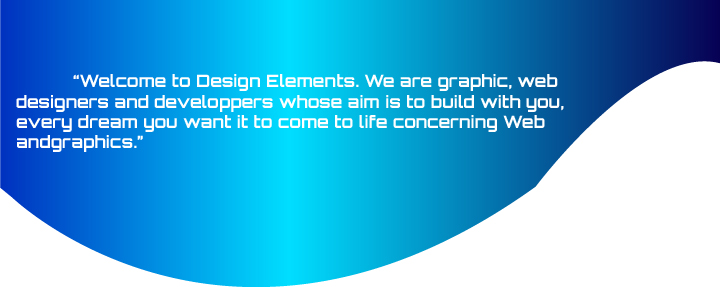 “Welcome to Design Elements. We are graphic, web
designers and developpers whose aim is to build with you,
every dream you want it to come to life concerning Web
andgraphics.”